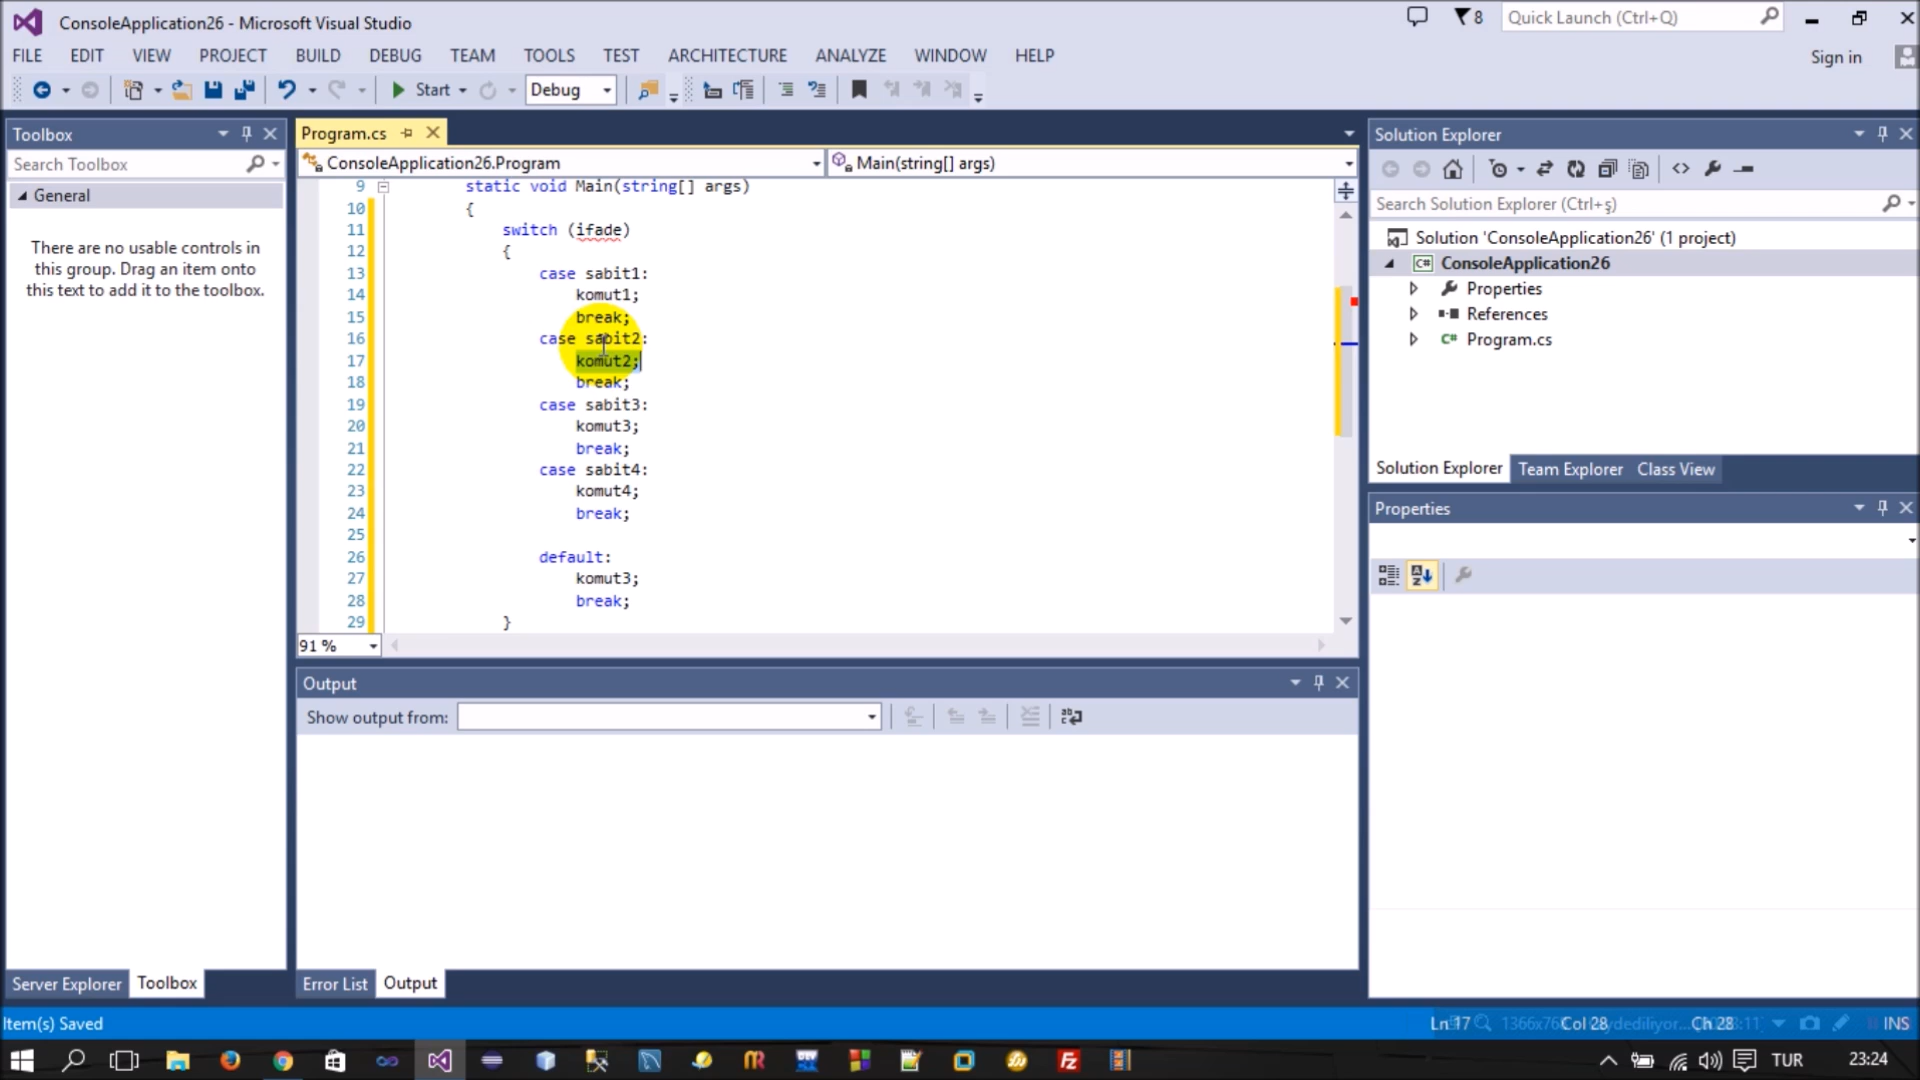 ConsoleApplication26 - Microsoft Visual Studio
8
Quick Launch (Ctrl+Q)
FILE EDIT VIEW PROJECT BUILD DEBUG TEAM TOOLS TEST ARCHITECTURE ANALYZE WINDOW HELP
Sign in
Start
Debug
Toolbox
Search Toolbox
General
There are no usable controls in
this group. Drag an item onto
this text to add it to the toolbox.
Server Explorer Toolbox
Program.cs
ConsoleApplication26.Program
Main(string[] args)
9 static void Main(string[] args)
10 {
11 switch (ifade)
12 {
13 case sabit1:
14 komut1;
15 break;
16 case sabit2:
17 komut2;
18 break;
19 case sabit3:
20 komut3;
21 break;
22 case sabit4:
23 komut4;
24 break;
25
26 default:
27 komut3;
28 break;
29 }
91 %
Output
Show output from:
Error List Output
Solution Explorer
Search Solution Explorer (Ctrl+ş)
Solution 'ConsoleApplication26' (1 project)
C# ConsoleApplication26
Properties
References
C# Program.cs
Solution Explorer Team Explorer Class View
Properties
Item(s) Saved
Ln 17
Col 28
Ch 28
INS
TUR
23:24